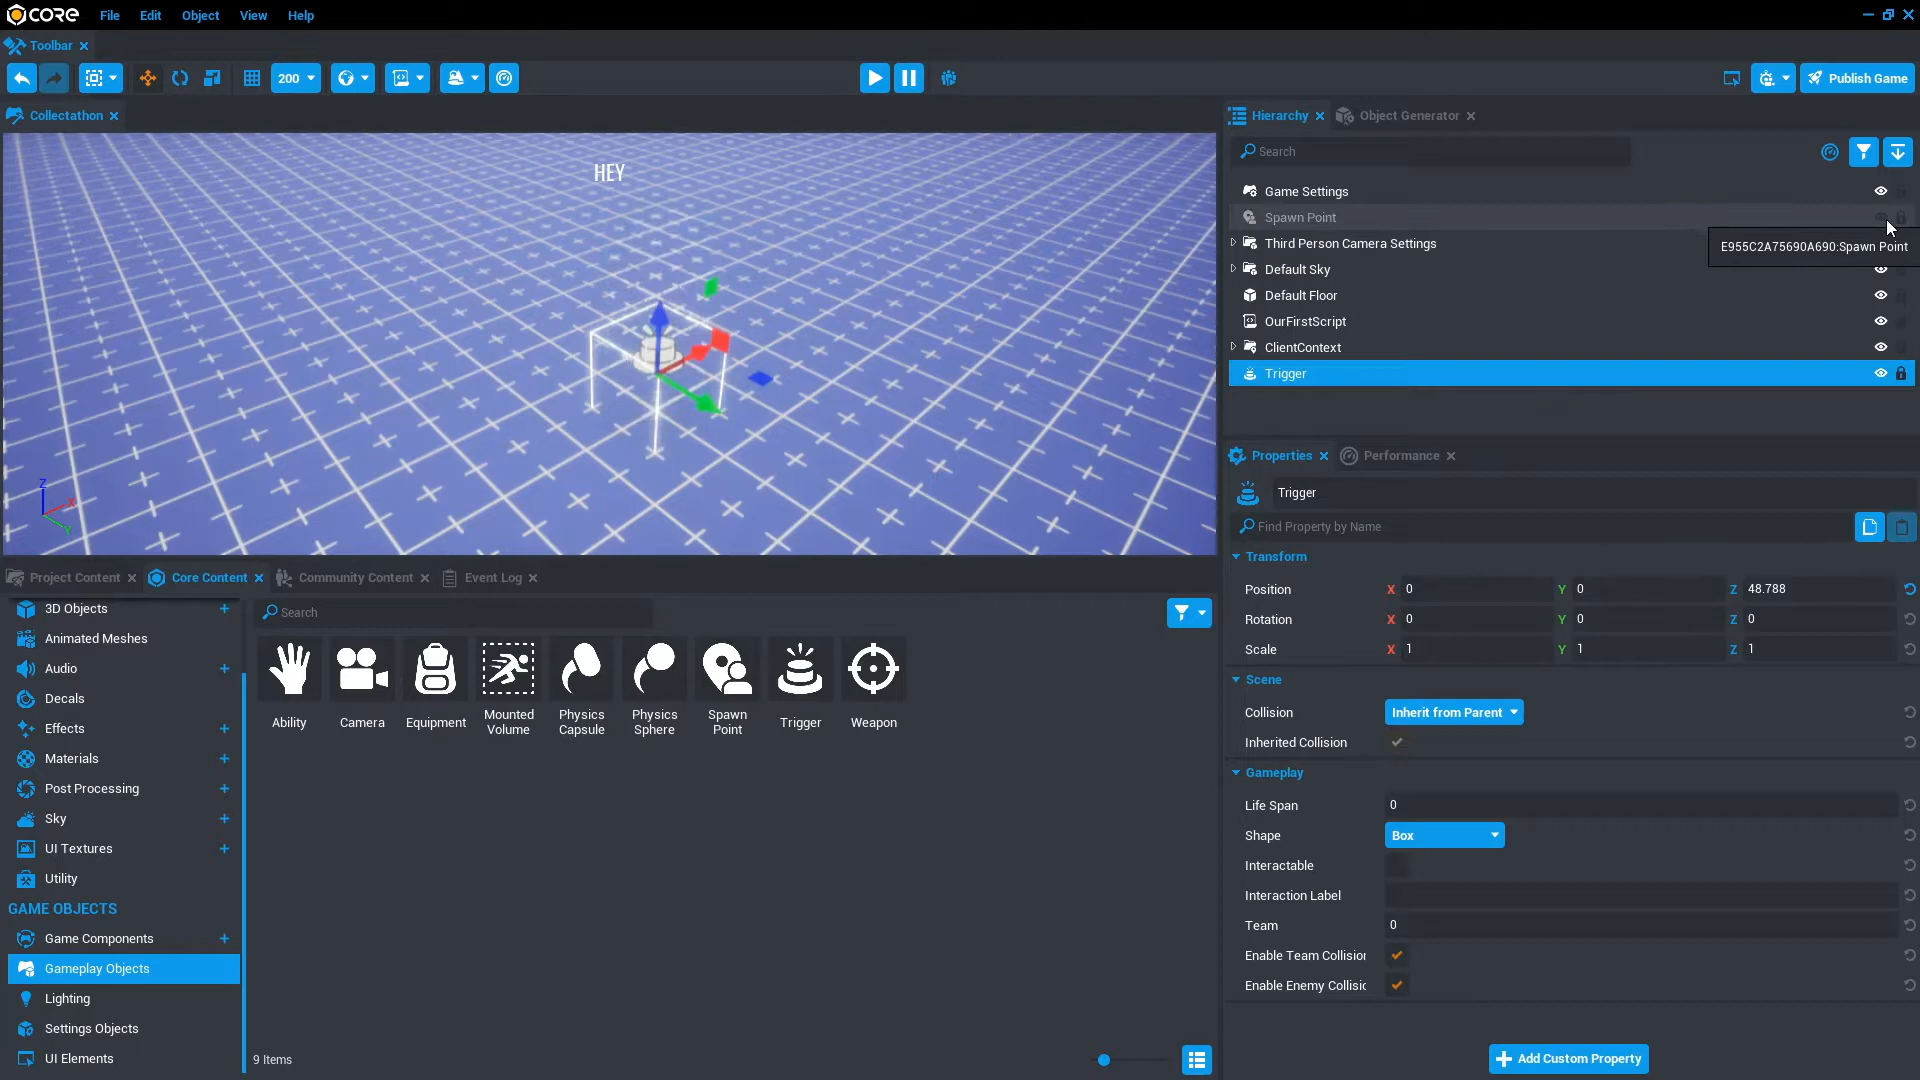 CORE File Edit Object View Help
Toolbar
200 Publish Game
Collectathon
Hierarchy Object Generator
HEY
Search
Game Settings
Spawn Point
Third Person Camera Settings
E955C2A75690A690:Spawn Point
Default Sky
Default Floor
OurFirstScript
ClientContext
Trigger
Properties Performance
Trigger
Find Property by Name
Transform
Position X 0 Y 0 Z 48.788
Rotation X 0 Y 0 Z 0
Scale X 1 Y 1 Z 1
Scene
Collision Inherit from Parent
Inherited Collision
Gameplay
Life Span 0
Shape Box
Interactable
Interaction Label
Team 0
Enable Team Collision
Enable Enemy Collisic
Add Custom Property
Z
X
Y
Project Content Core Content Community Content Event Log
3D Objects
Animated Meshes
Audio
Decals
Effects
Materials
Post Processing
Sky
UI Textures
Utility
GAME OBJECTS
Game Components
Gameplay Objects
Lighting
Settings Objects
UI Elements
Search
Ability Camera Equipment Mounted Volume Physics Capsule Physics Sphere Spawn Point Trigger Weapon
9 Items